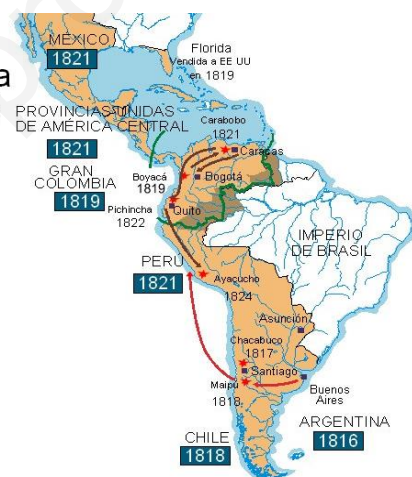 MÉXICO
1821
Florida
Vendida a EE UU
en 1819
a
PROVINCIAS UNIDAS
DE AMÉRICA CENTRAL
1821
Carabobo
1821
Caracas
GRAN
COLOMBIA
1819
Boyacá
1819
Bogotá
Pichincha
1822
Quito
IMPERIO
DE BRASIL
PERÚ
1821
Ayacucho
1824
Asunción
Chacabuco
1817
Santiago
Maipú
1818
Buenos
Aires
ARGENTINA
1816
CHILE
1818